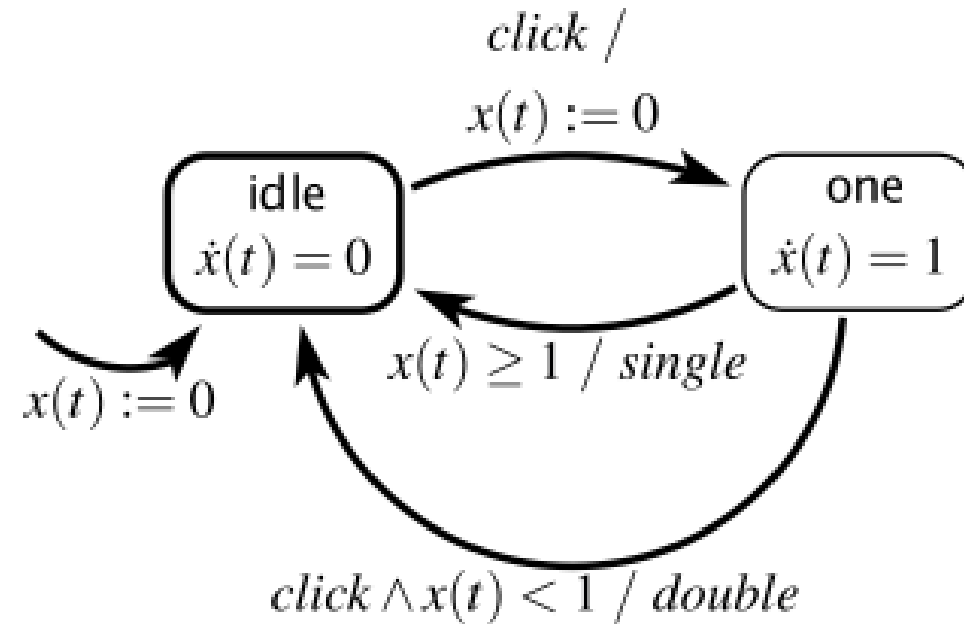 click /
x(t) := 0
idle
ẋ(t) = 0
one
ẋ(t) = 1
x(t) ≥ 1 / single
x(t) := 0
click ∧ x(t) < 1 / double